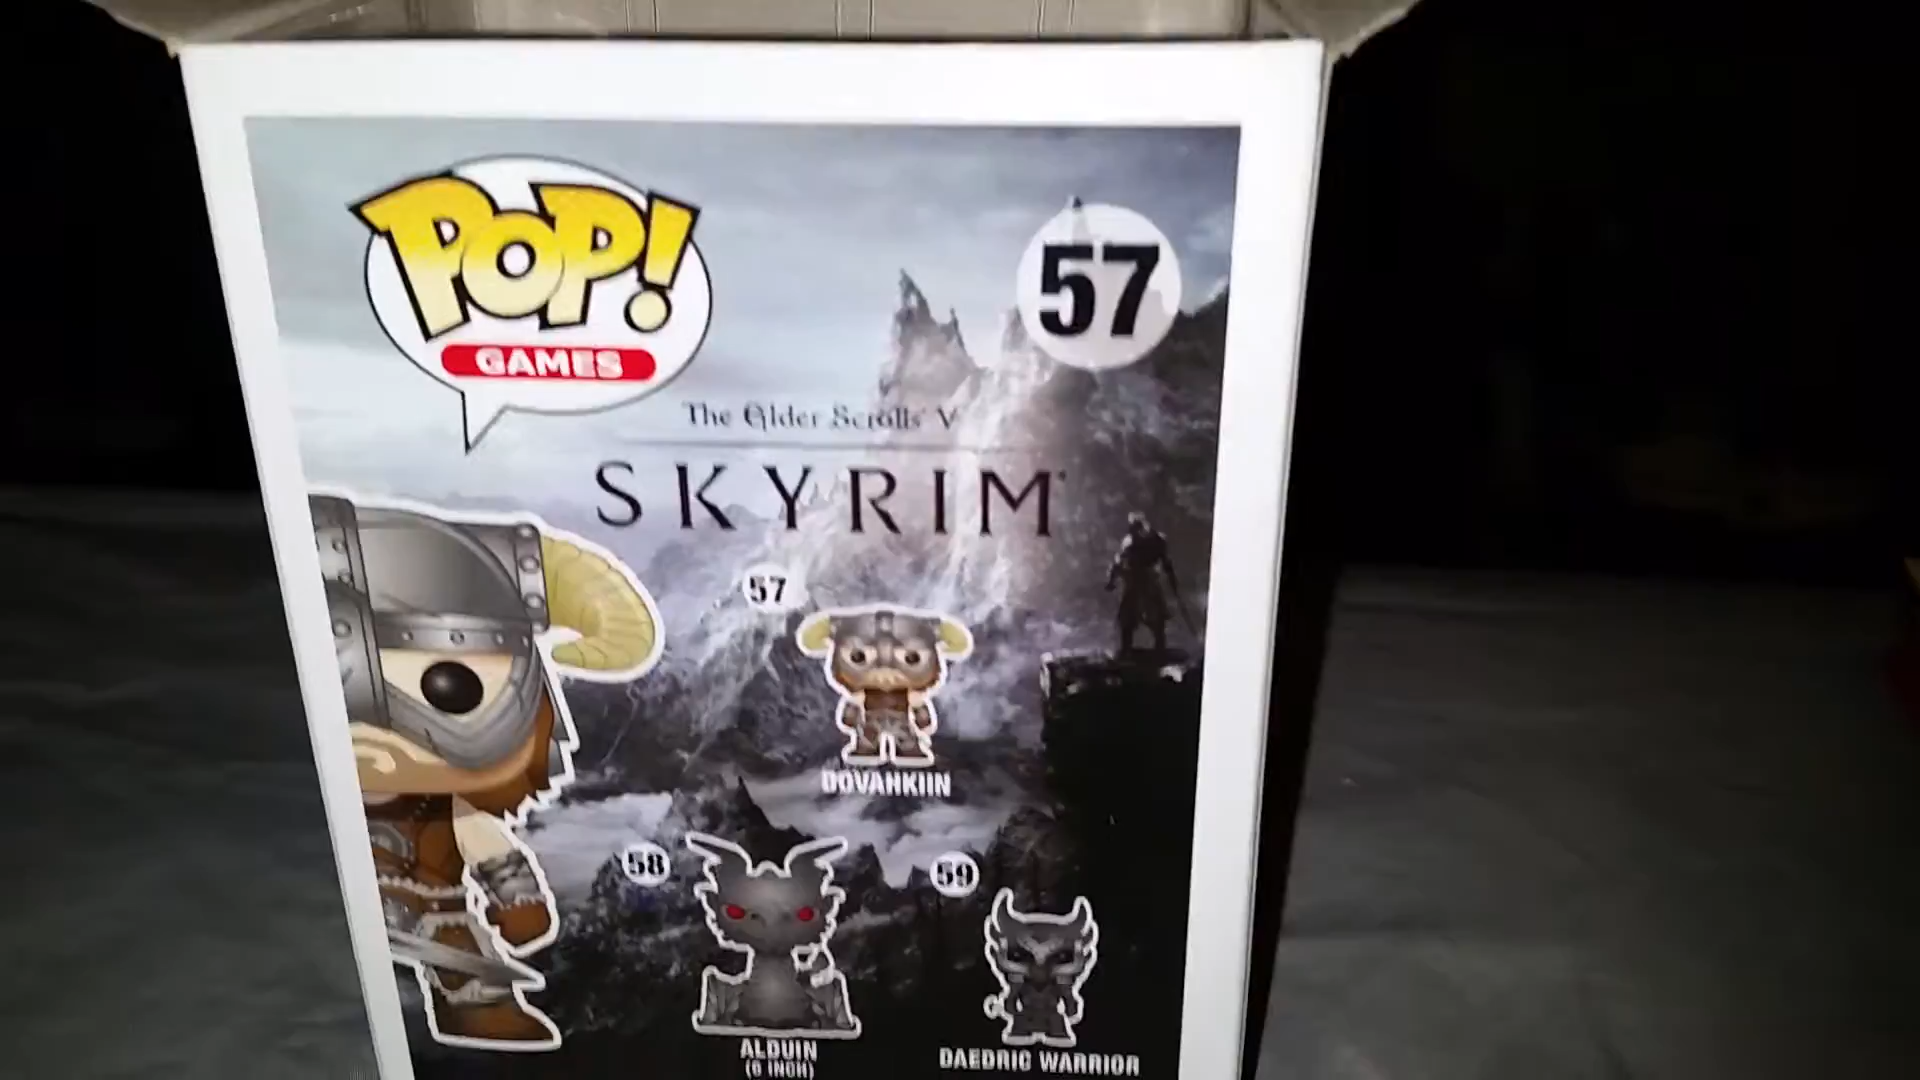 POP!
GAMES
57
The Elder Scrolls V
SKYRIM
57
DOVAHKIIN
58
ALDUIN
(6 INCH)
59
DAEDRIC WARRIOR